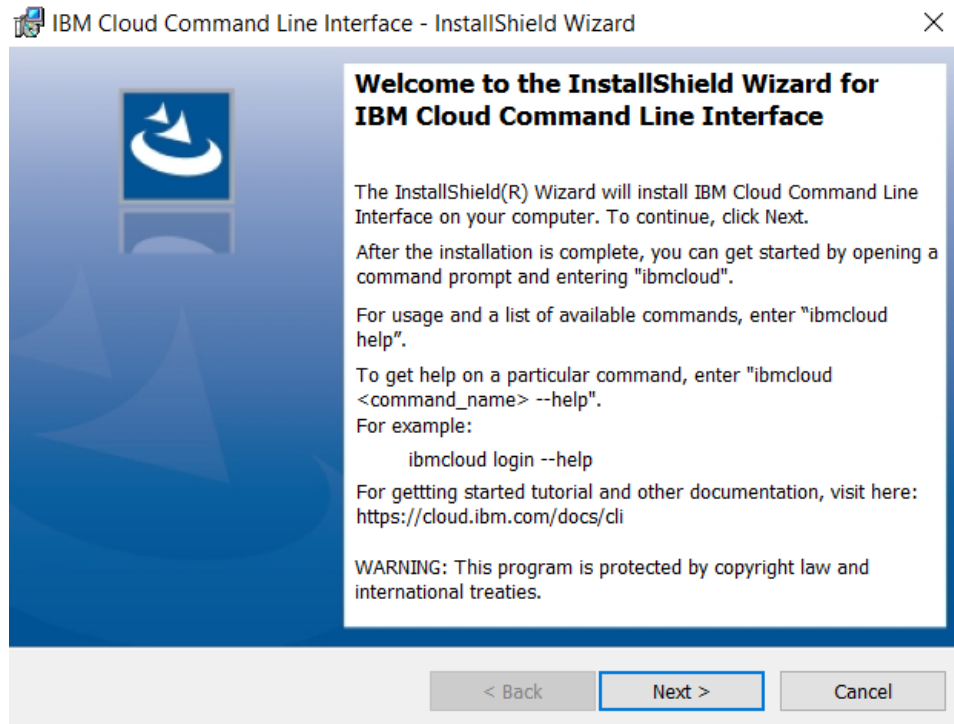 IBM Cloud Command Line Interface - InstallShield Wizard
Welcome to the InstallShield Wizard for
IBM Cloud Command Line Interface
The InstallShield(R) Wizard will install IBM Cloud Command Line
Interface on your computer. To continue, click Next.
After the installation is complete, you can get started by opening a
command prompt and entering "ibmcloud".
For usage and a list of available commands, enter “ibmcloud
help”.
To get help on a particular command, enter "ibmcloud
<command_name> --help".
For example:
ibmcloud login --help
For gettting started tutorial and other documentation, visit here:
https://cloud.ibm.com/docs/cli
WARNING: This program is protected by copyright law and
international treaties.
< Back
Next >
Cancel